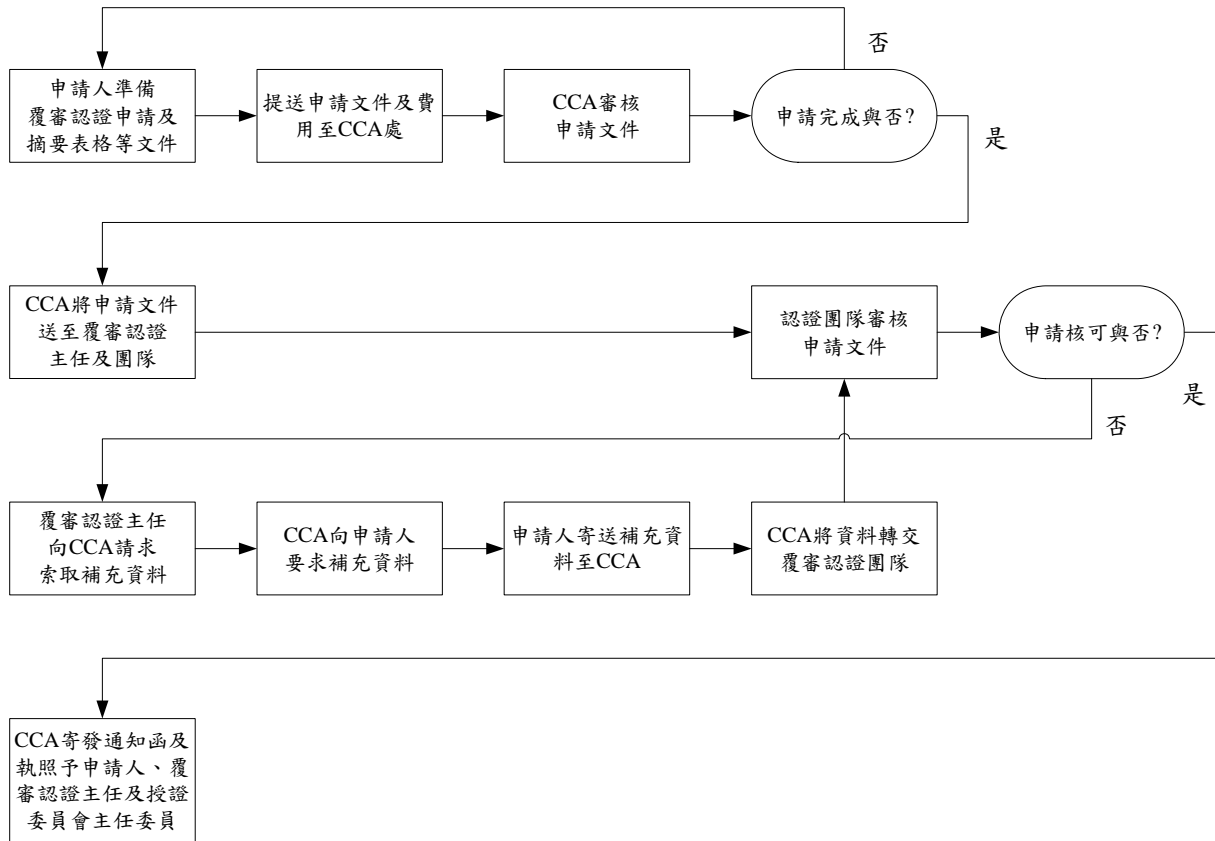 否
申請人準備
覆審認證申請及
摘要表格等文件
提送申請文件及費
用至CCA處
CCA審核
申請文件
申請完成與否?
是
CCA將申請文件
送至覆審認證
主任及團隊
認證團隊審核
申請文件
申請核可與否?
是
否
覆審認證主任
向CCA請求
索取補充資料
CCA向申請人
要求補充資料
申請人寄送補充資
料至CCA
CCA將資料轉交
覆審認證團隊
CCA寄發通知函及
執照予申請人、覆
審認證主任及授證
委員會主任委員